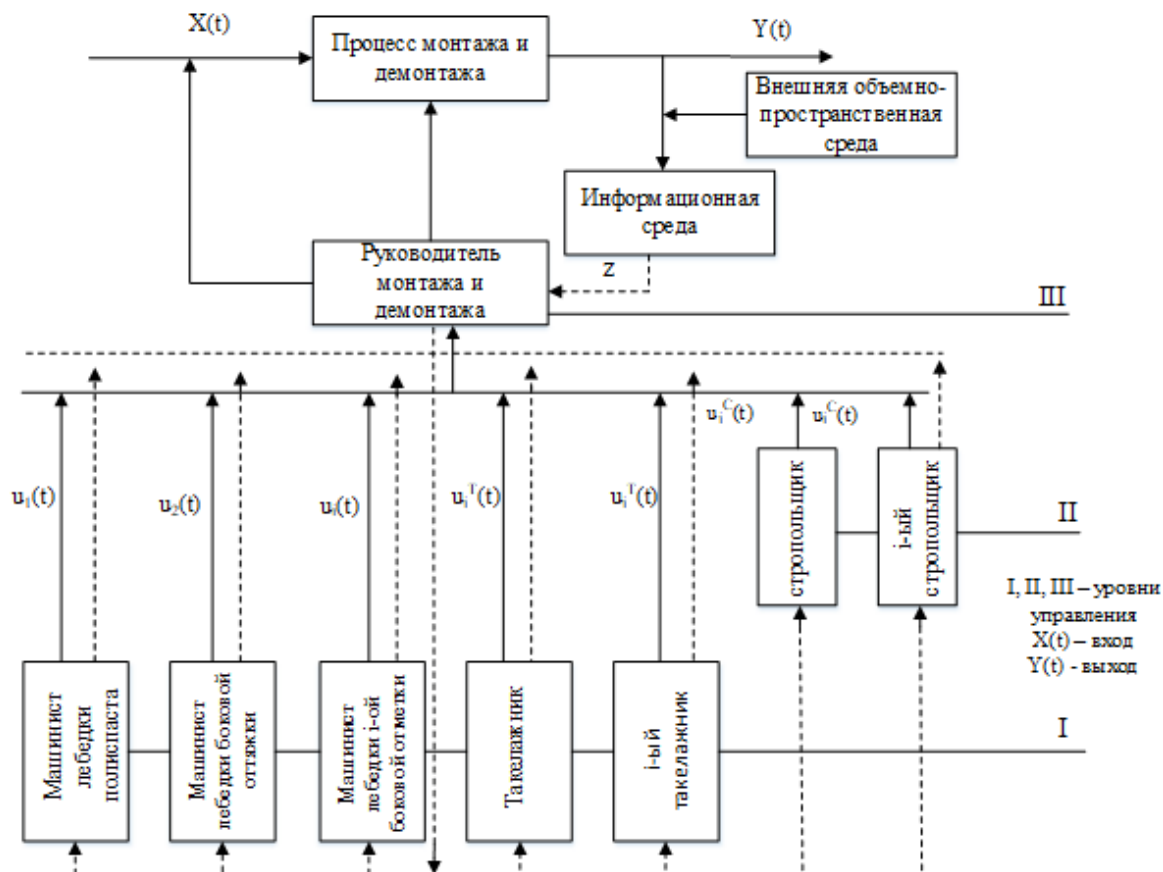 X(t)
Процесс монтажа и
демонтажа
Y(t)
Внешняя объемно-
пространственная
среда
Информационная
среда
Z
Руководитель
монтажа и
демонтажа
III
u₁(t)
u₂(t)
uᵢ(t)
uᵢᵀ(t)
uᵢᵀ(t)
uᵢᶜ(t)
uᵢᶜ(t)
стропольщик
i-ый
стропольщик
II
I, II, III – уровни
управления
X(t) – вход
Y(t) - выход
Машинист
лебедки
полиспаста
Машинист
лебедки боковой
оттяжки
Машинист
лебедки i-ой
боковой отметки
Такелажник
i-ый
такелажник
I